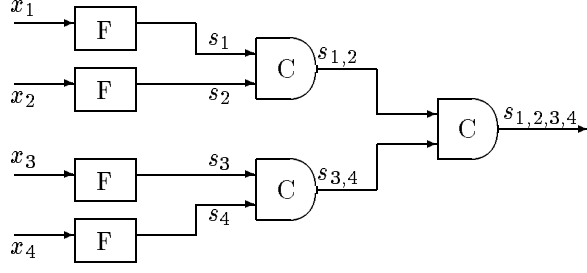 x₁
F
s₁
C
s₁,₂
x₂
F
s₂
C
s₁,₂,₃,₄
x₃
F
s₃
C
s₃,₄
x₄
F
s₄